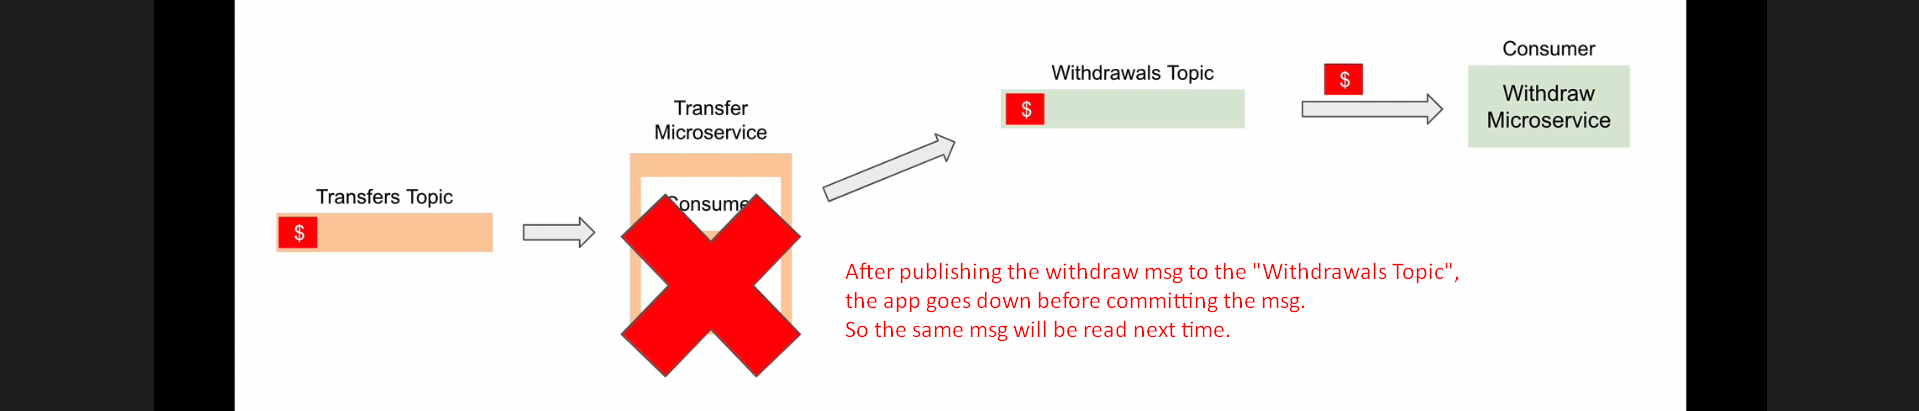 Consumer
Withdraw
Microservice
$
Withdrawals Topic
$
Transfer
Microservice
Transfers Topic
$
After publishing the withdraw msg to the "Withdrawals Topic",
the app goes down before committing the msg.
So the same msg will be read next time.